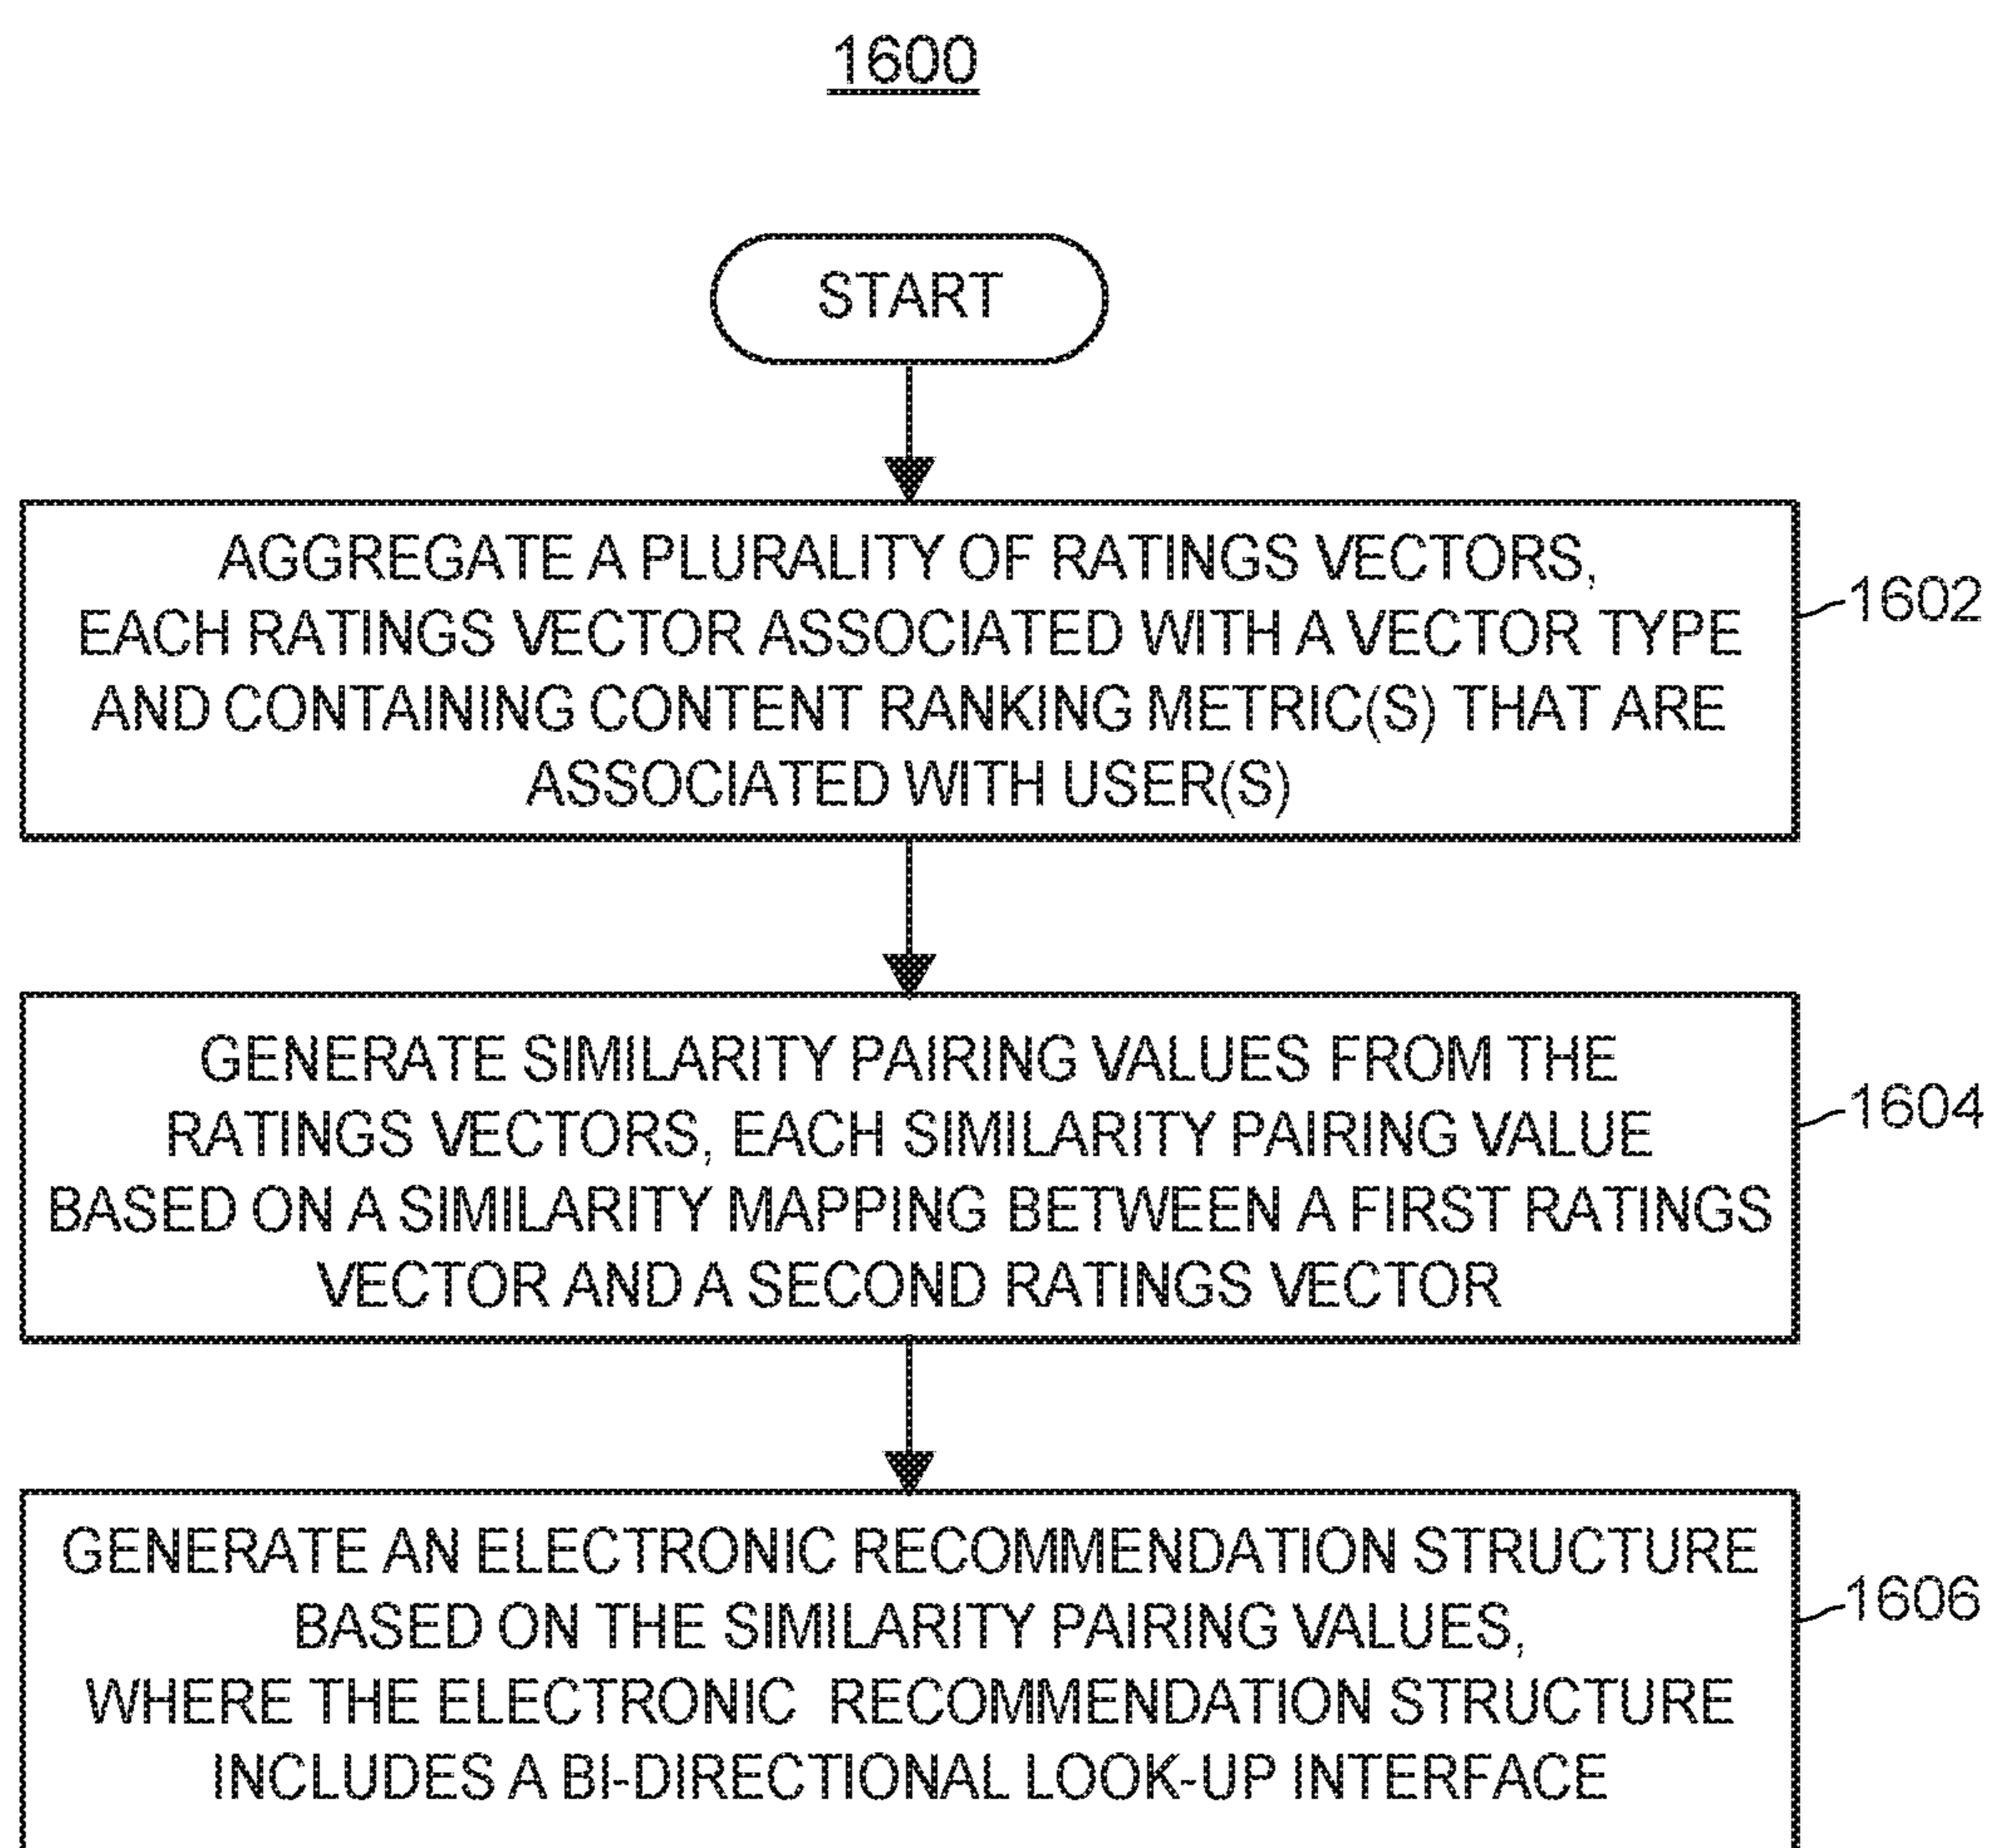 1600
START
AGGREGATE A PLURALITY OF RATINGS VECTORS,
EACH RATINGS VECTOR ASSOCIATED WITH A VECTOR TYPE
AND CONTAINING CONTENT RANKING METRIC(S) THAT ARE
ASSOCIATED WITH USER(S)
1602
GENERATE SIMILARITY PAIRING VALUES FROM THE
RATINGS VECTORS, EACH SIMILARITY PAIRING VALUE
BASED ON A SIMILARITY MAPPING BETWEEN A FIRST RATINGS
VECTOR AND A SECOND RATINGS VECTOR
1604
GENERATE AN ELECTRONIC RECOMMENDATION STRUCTURE
BASED ON THE SIMILARITY PAIRING VALUES,
WHERE THE ELECTRONIC RECOMMENDATION STRUCTURE
INCLUDES A BI-DIRECTIONAL LOOK-UP INTERFACE
1606